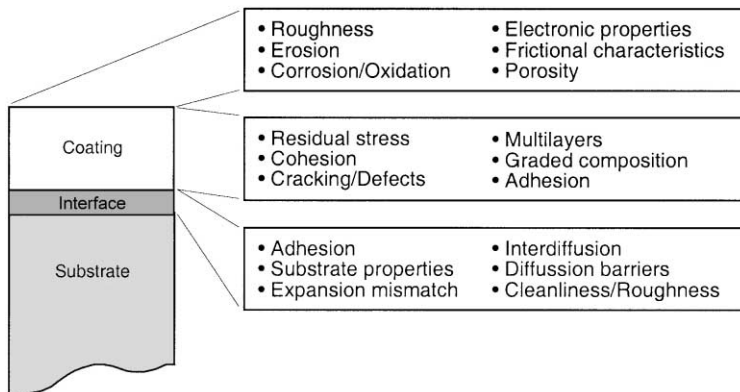 • Roughness
• Erosion
• Corrosion/Oxidation
• Electronic properties
• Frictional characteristics
• Porosity
Coating
• Residual stress
• Cohesion
• Cracking/Defects
• Multilayers
• Graded composition
• Adhesion
Interface
Substrate
• Adhesion
• Substrate properties
• Expansion mismatch
• Interdiffusion
• Diffussion barriers
• Cleanliness/Roughness